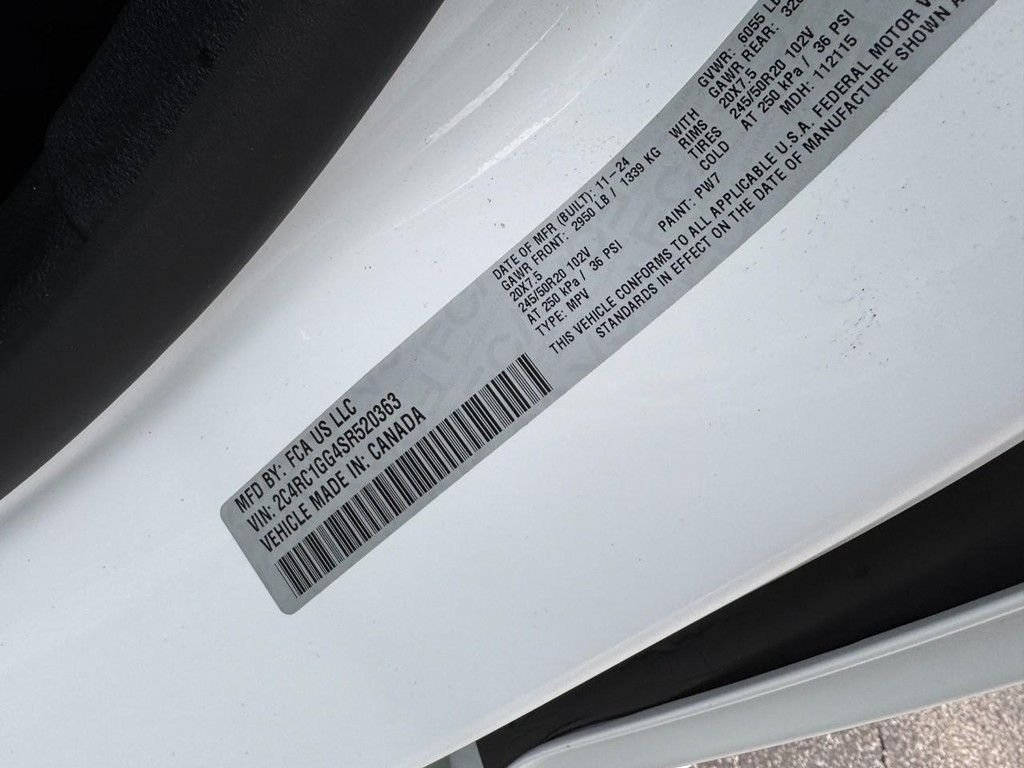 MFD BY: FCA US LLC
VIN: 2C4RC1GG4SR520363
VEHICLE MADE IN: CANADA
DATE OF MFR (BUILT): 11-24 GVWR: 6055 LB
GAWR FRONT: 2950 LB / 1339 KG WITH GAWR REAR:
20X7.5 RIMS 20X7.5
245/50R20 102V TIRES 245/50R20 102V
AT 250 kPa / 36 PSI COLD AT 250 kPa / 36 PSI
TYPE: MPV PAINT: PW7 MDH: 112115
THIS VEHICLE CONFORMS TO ALL APPLICABLE U.S.A. FEDERAL MOTOR
STANDARDS IN EFFECT ON THE DATE OF MANUFACTURE SHOWN